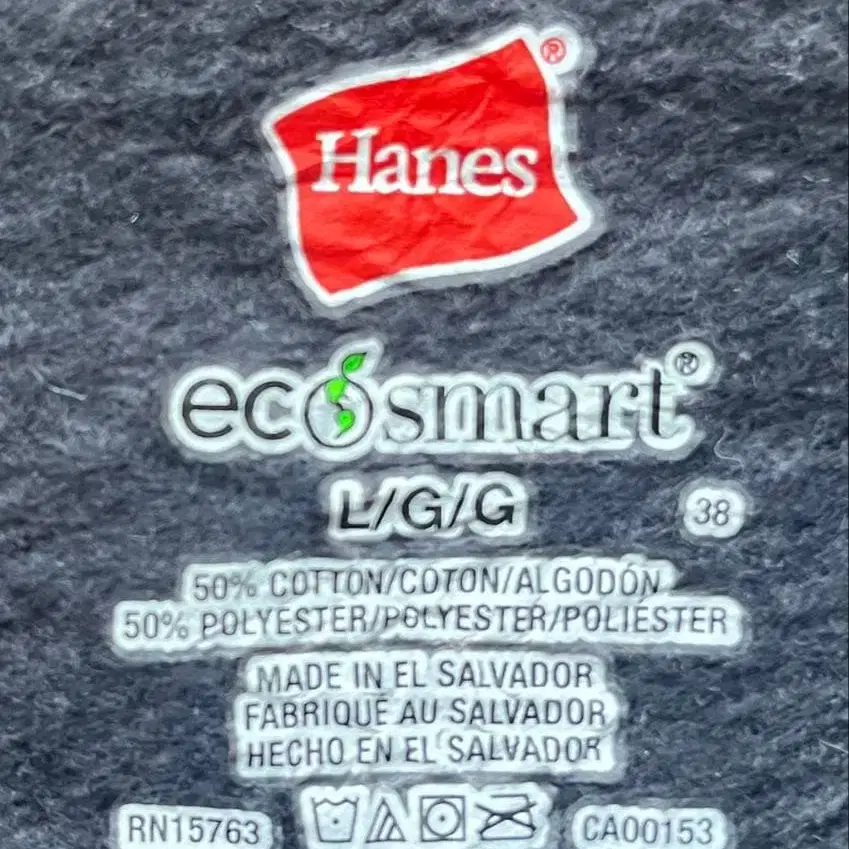 Hanes®
ecosmart®
L/G/G 38
50% COTTON/COTON/ALGODÓN
50% POLYESTER/POLYESTER/POLIÉSTER
MADE IN EL SALVADOR
FABRIQUÉ AU SALVADOR
HECHO EN EL SALVADOR
RN15763 CA00153